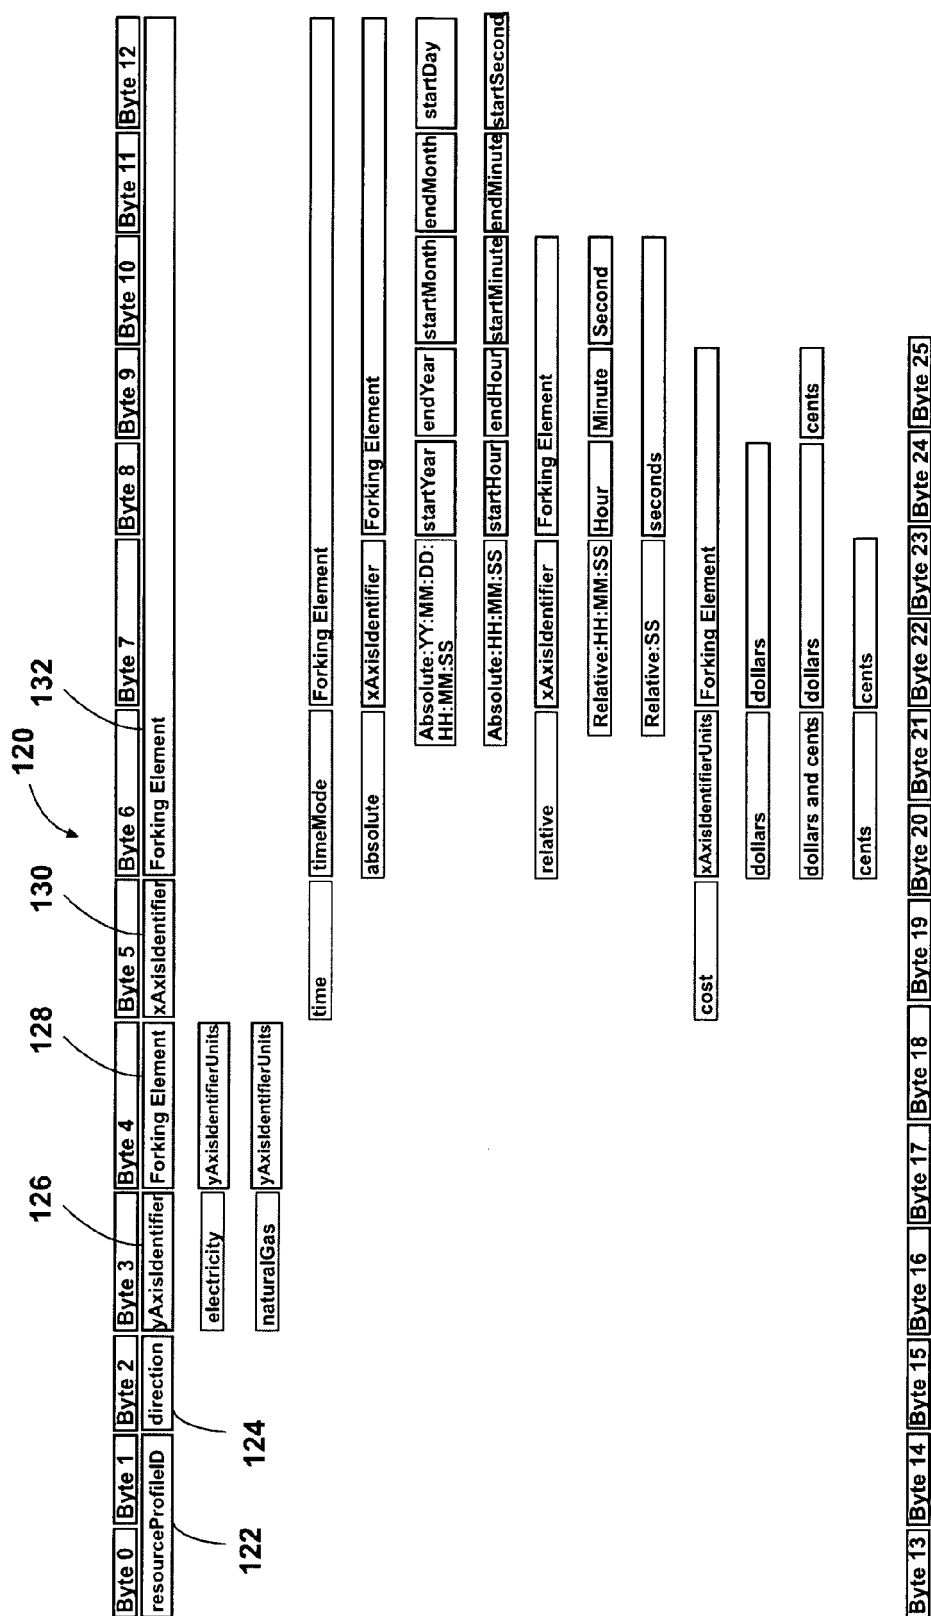 120
122
124
126
128
130
132
Byte 0 Byte 1 Byte 2 Byte 3 Byte 4 Byte 5 Byte 6 Byte 7 Byte 8 Byte 9 Byte 10 Byte 11 Byte 12
resourceProfileID direction yAxisIdentifier Forking Element xAxisIdentifier Forking Element
electricity yAxisIdentifierUnits
naturalGas yAxisIdentifierUnits
time timeMode Forking Element
absolute xAxisIdentifier Forking Element
Absolute:YY:MM:DD:
HH:MM:SS
startYear endYear startMonth endMonth startDay
Absolute:HH:MM:SS startHour endHour startMinute endMinute startSecond
relative xAxisIdentifier Forking Element
Relative:HH:MM:SS Hour Minute Second
Relative:SS seconds
cost xAxisIdentifierUnits Forking Element
dollars dollars
dollars and cents dollars cents
cents cents
Byte 13 Byte 14 Byte 15 Byte 16 Byte 17 Byte 18 Byte 19 Byte 20 Byte 21 Byte 22 Byte 23 Byte 24 Byte 25